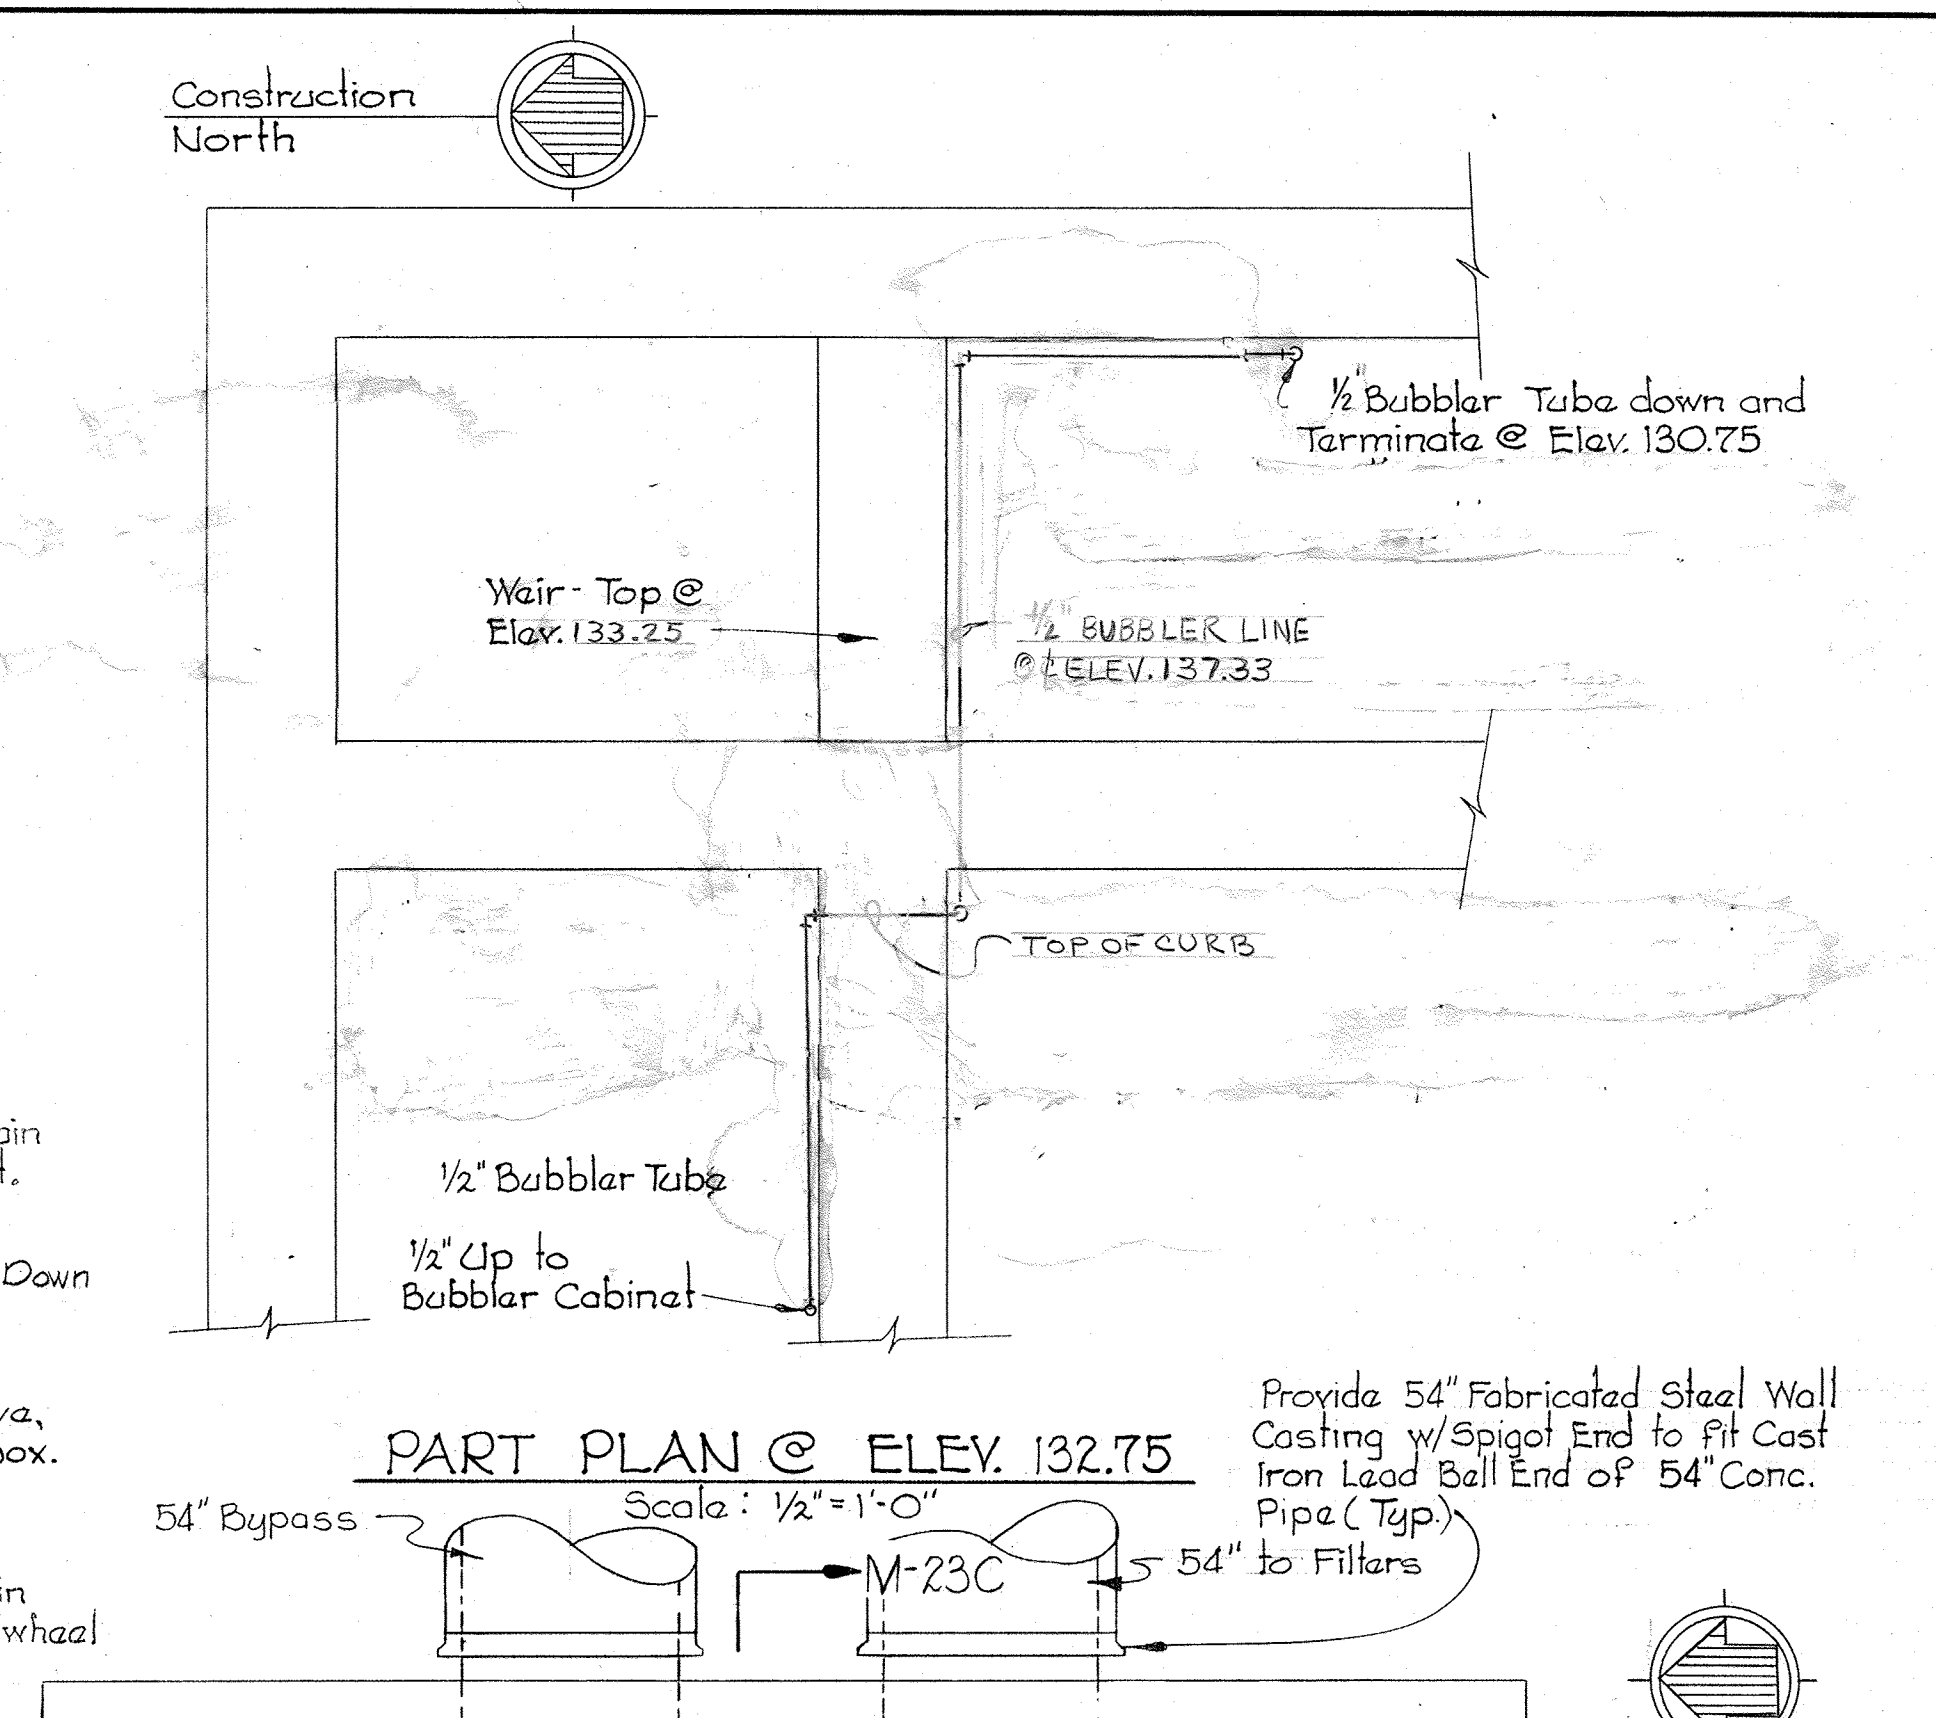 Construction
North
1/2" Bubbler Tube down and
Terminate @ Elev. 130.75
Weir - Top @
Elev. 133.25
1/2" BUBBLER LINE
@ ℄ ELEV. 137.33
TOP OF CURB
1/2" Bubbler Tube
1/2" Up to
Bubbler Cabinet
Down
box.
wheel
PART PLAN @ ELEV. 132.75
Scale: 1/2" = 1'-0"
Provide 54" Fabricated Steel Wall
Casting w/Spigot End to fit Cast
Iron Lead Bell End of 54" Conc.
Pipe (Typ.)
54" Bypass
M-23C
54" to Filters